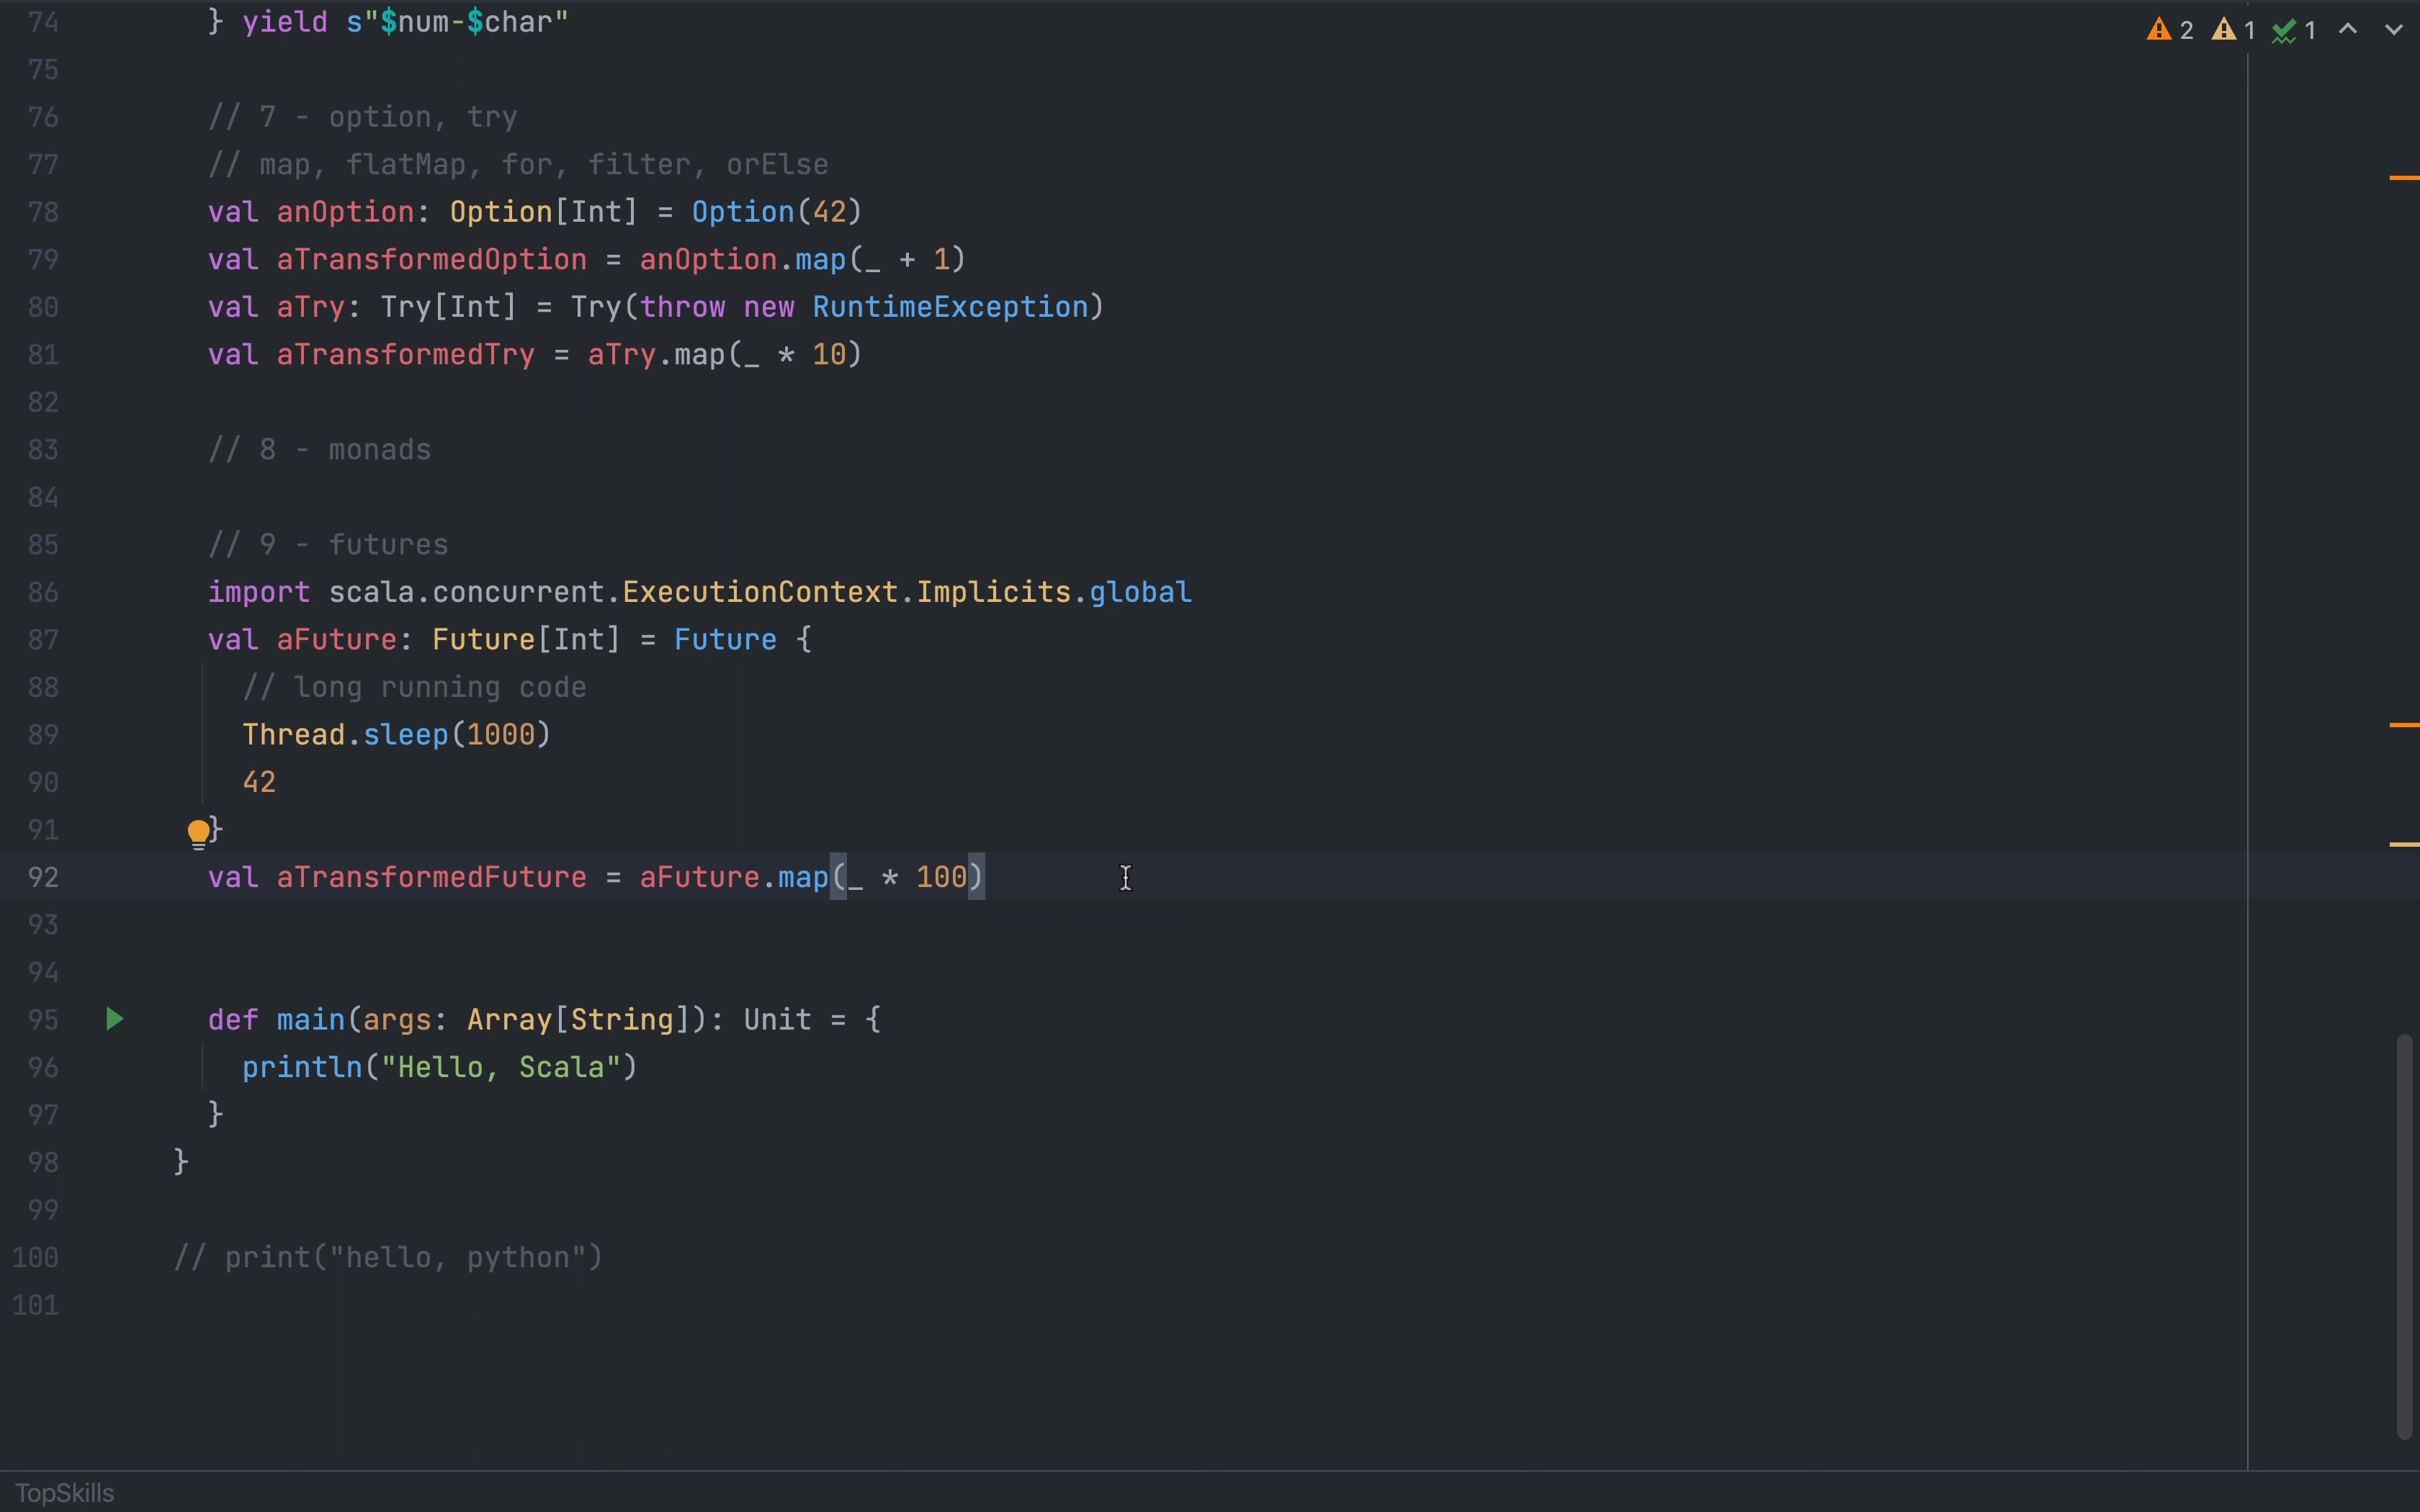 74 } yield s"$num-$char"
2 1 1
75
76 // 7 - option, try
77 // map, flatMap, for, filter, orElse
78 val anOption: Option[Int] = Option(42)
79 val aTransformedOption = anOption.map(_ + 1)
80 val aTry: Try[Int] = Try(throw new RuntimeException)
81 val aTransformedTry = aTry.map(_ * 10)
82
83 // 8 - monads
84
85 // 9 - futures
86 import scala.concurrent.ExecutionContext.Implicits.global
87 val aFuture: Future[Int] = Future {
88 // long running code
89 Thread.sleep(1000)
90 42
91 }
92 val aTransformedFuture = aFuture.map(_ * 100)
93
94
95 def main(args: Array[String]): Unit = {
96 println("Hello, Scala")
97 }
98 }
99
100 // print("hello, python")
101
TopSkills